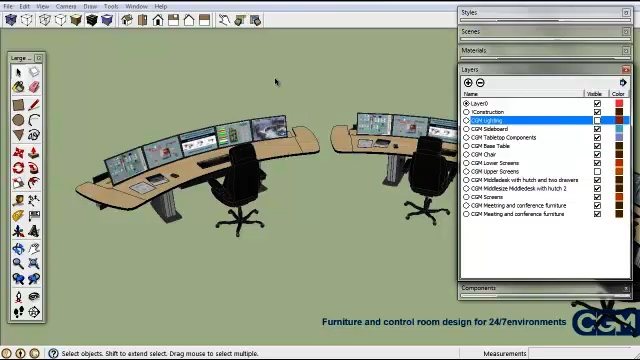 File Edit View Camera Draw Tools Window Help
Styles
Scenes
Materials
Large ...
Layers
Name Visible Color
Layer0
!Construction
CGM Lighting
CGM Sideboard
CGM Tabletop Components
CGM Base Table
CGM Chair
CGM Lower Screens
CGM Upper Screens
CGM Middledesk with hutch and two drawers
CGM Middlesize Middledesk with hutch 2
CGM Screens
CGM Meetring and conference furniture
CGM Meeting and conference furniture
Components
Furniture and control room design for 24/7environments
CGM
Select objects. Shift to extend select. Drag mouse to select multiple.
Measurements